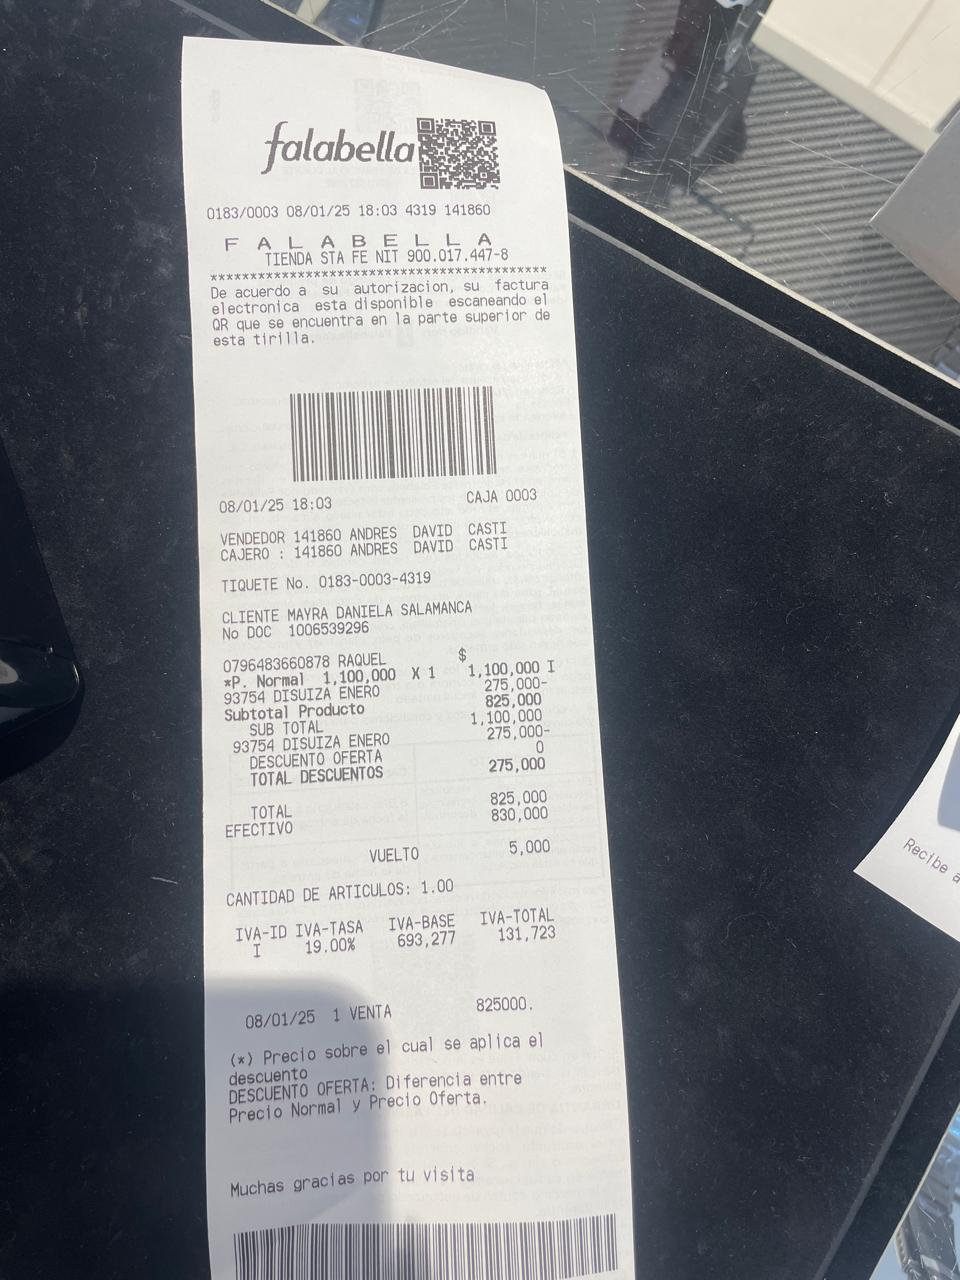 falabella
0183/0003 08/01/25 18:03 4319 141860
F A L A B E L L A
TIENDA STA FE NIT 900.017.447-8
******************************************
De acuerdo a su autorizacion, su factura
electronica esta disponible escaneando el
QR que se encuentra en la parte superior de
esta tirilla.
08/01/25 18:03 CAJA 0003
VENDEDOR 141860 ANDRES DAVID CASTI
CAJERO : 141860 ANDRES DAVID CASTI
TIQUETE No. 0183-0003-4319
CLIENTE MAYRA DANIELA SALAMANCA
No DOC 1006539296
0796483660878 RAQUEL $
*P. Normal 1,100,000 X 1 1,100,000 I
93754 DISUIZA ENERO 275,000-
Subtotal Producto 825,000
SUB TOTAL 1,100,000
93754 DISUIZA ENERO 275,000-
DESCUENTO OFERTA 0
TOTAL DESCUENTOS 275,000
TOTAL 825,000
EFECTIVO 830,000
VUELTO 5,000
CANTIDAD DE ARTICULOS: 1.00
IVA-ID IVA-TASA IVA-BASE IVA-TOTAL
I 19.00% 693,277 131,723
08/01/25 1 VENTA 825000.
(*) Precio sobre el cual se aplica el
descuento
DESCUENTO OFERTA: Diferencia entre
Precio Normal y Precio Oferta.
Muchas gracias por tu visita
Recibe a